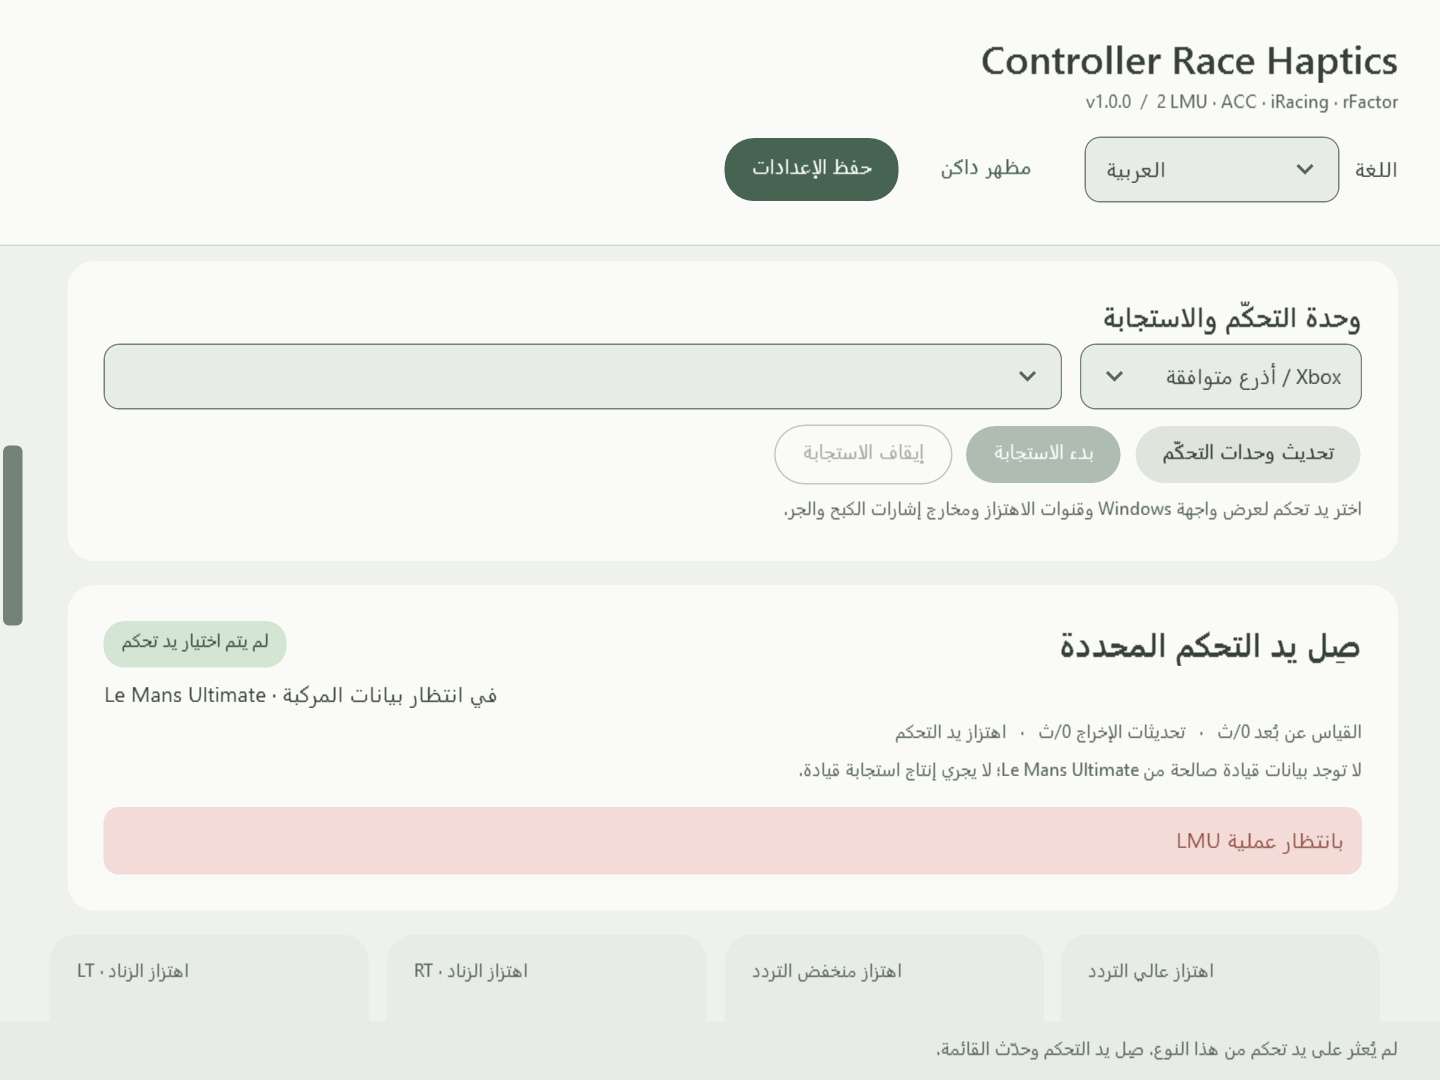 Controller Race Haptics
v1.0.0 / 2 LMU · ACC · iRacing · rFactor
اللغة
العربية
مظهر داكن
حفظ الإعدادات
وحدة التحكّم والاستجابة
Xbox / أذرع متوافقة
تحديث وحدات التحكّم
بدء الاستجابة
إيقاف الاستجابة
اختر يد تحكم لعرض واجهة Windows وقنوات الاهتزاز ومخارج إشارات الكبح والجر.
صِل يد التحكم المحددة
لم يتم اختيار يد تحكم
في انتظار بيانات المركبة · Le Mans Ultimate
القياس عن بُعد 0/ث · تحديثات الإخراج 0/ث · اهتزاز يد التحكم
لا توجد بيانات قيادة صالحة من Le Mans Ultimate؛ لا يجري إنتاج استجابة قيادة.
بانتظار عملية LMU
اهتزاز عالي التردد
اهتزاز منخفض التردد
اهتزاز الزناد · RT
اهتزاز الزناد · LT
لم يُعثر على يد تحكم من هذا النوع. صِل يد التحكم وحدّث القائمة.